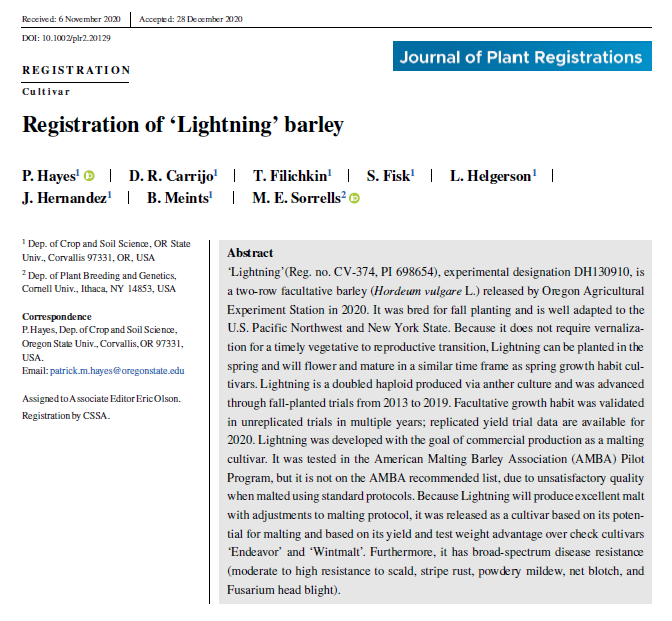 Received: 6 November 2020 | Accepted: 28 December 2020
DOI: 10.1002/plr2.20129
Journal of Plant Registrations
REGISTRATION
Cultivar
Registration of ‘Lightning’ barley
P. Hayes1 | D. R. Carrijo1 | T. Filichkin1 | S. Fisk1 | L. Helgerson1 |
J. Hernandez1 | B. Meints1 | M. E. Sorrells2
1 Dep. of Crop and Soil Science, OR State
Univ., Corvallis 97331, OR, USA
2 Dep. of Plant Breeding and Genetics,
Cornell Univ., Ithaca, NY 14853, USA
Correspondence
P. Hayes, Dep. of Crop and Soil Science,
Oregon State Univ., Corvallis, OR 97331,
USA.
Email: patrick.m.hayes@oregonstate.edu
Assigned to Associate Editor Eric Olson.
Registration by CSSA.
Abstract
‘Lightning’(Reg. no. CV-374, PI 698654), experimental designation DH130910, is
a two-row facultative barley (Hordeum vulgare L.) released by Oregon Agricultural
Experiment Station in 2020. It was bred for fall planting and is well adapted to the
U.S. Pacific Northwest and New York State. Because it does not require vernaliza-
tion for a timely vegetative to reproductive transition, Lightning can be planted in the
spring and will flower and mature in a similar time frame as spring growth habit cul-
tivars. Lightning is a doubled haploid produced via anther culture and was advanced
through fall-planted trials from 2013 to 2019. Facultative growth habit was validated
in unreplicated trials in multiple years; replicated yield trial data are available for
2020. Lightning was developed with the goal of commercial production as a malting
cultivar. It was tested in the American Malting Barley Association (AMBA) Pilot
Program, but it is not on the AMBA recommended list, due to unsatisfactory quality
when malted using standard protocols. Because Lightning will produce excellent malt
with adjustments to malting protocol, it was released as a cultivar based on its poten-
tial for malting and based on its yield and test weight advantage over check cultivars
‘Endeavor’ and ‘Wintmalt’. Furthermore, it has broad-spectrum disease resistance
(moderate to high resistance to scald, stripe rust, powdery mildew, net blotch, and
Fusarium head blight).